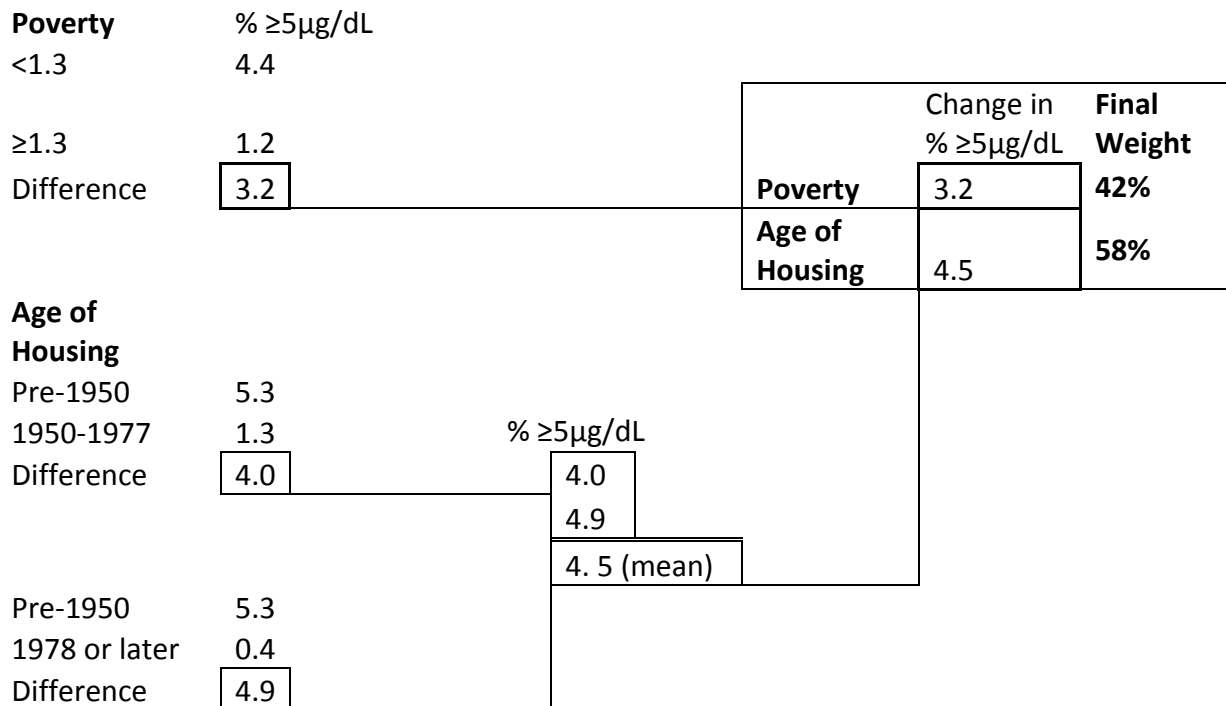 Poverty % ≥5µg/dL
<1.3 4.4
≥1.3 1.2
Difference 3.2
Change in % ≥5µg/dL
Final Weight
Poverty 3.2 42%
Age of Housing 4.5 58%
Age of
Housing
Pre-1950 5.3
1950-1977 1.3
Difference 4.0
% ≥5µg/dL
4.0
4.9
4. 5 (mean)
Pre-1950 5.3
1978 or later 0.4
Difference 4.9